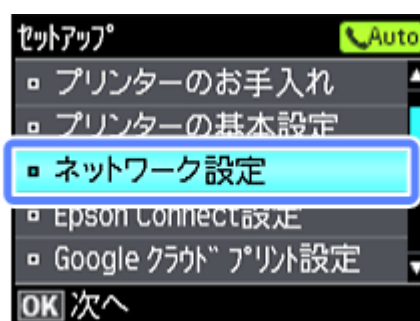 セットアップ Auto
プリンターのお手入れ
プリンターの基本設定
ネットワーク設定
Epson Connect設定
Google クラウド プリント設定
OK 次へ